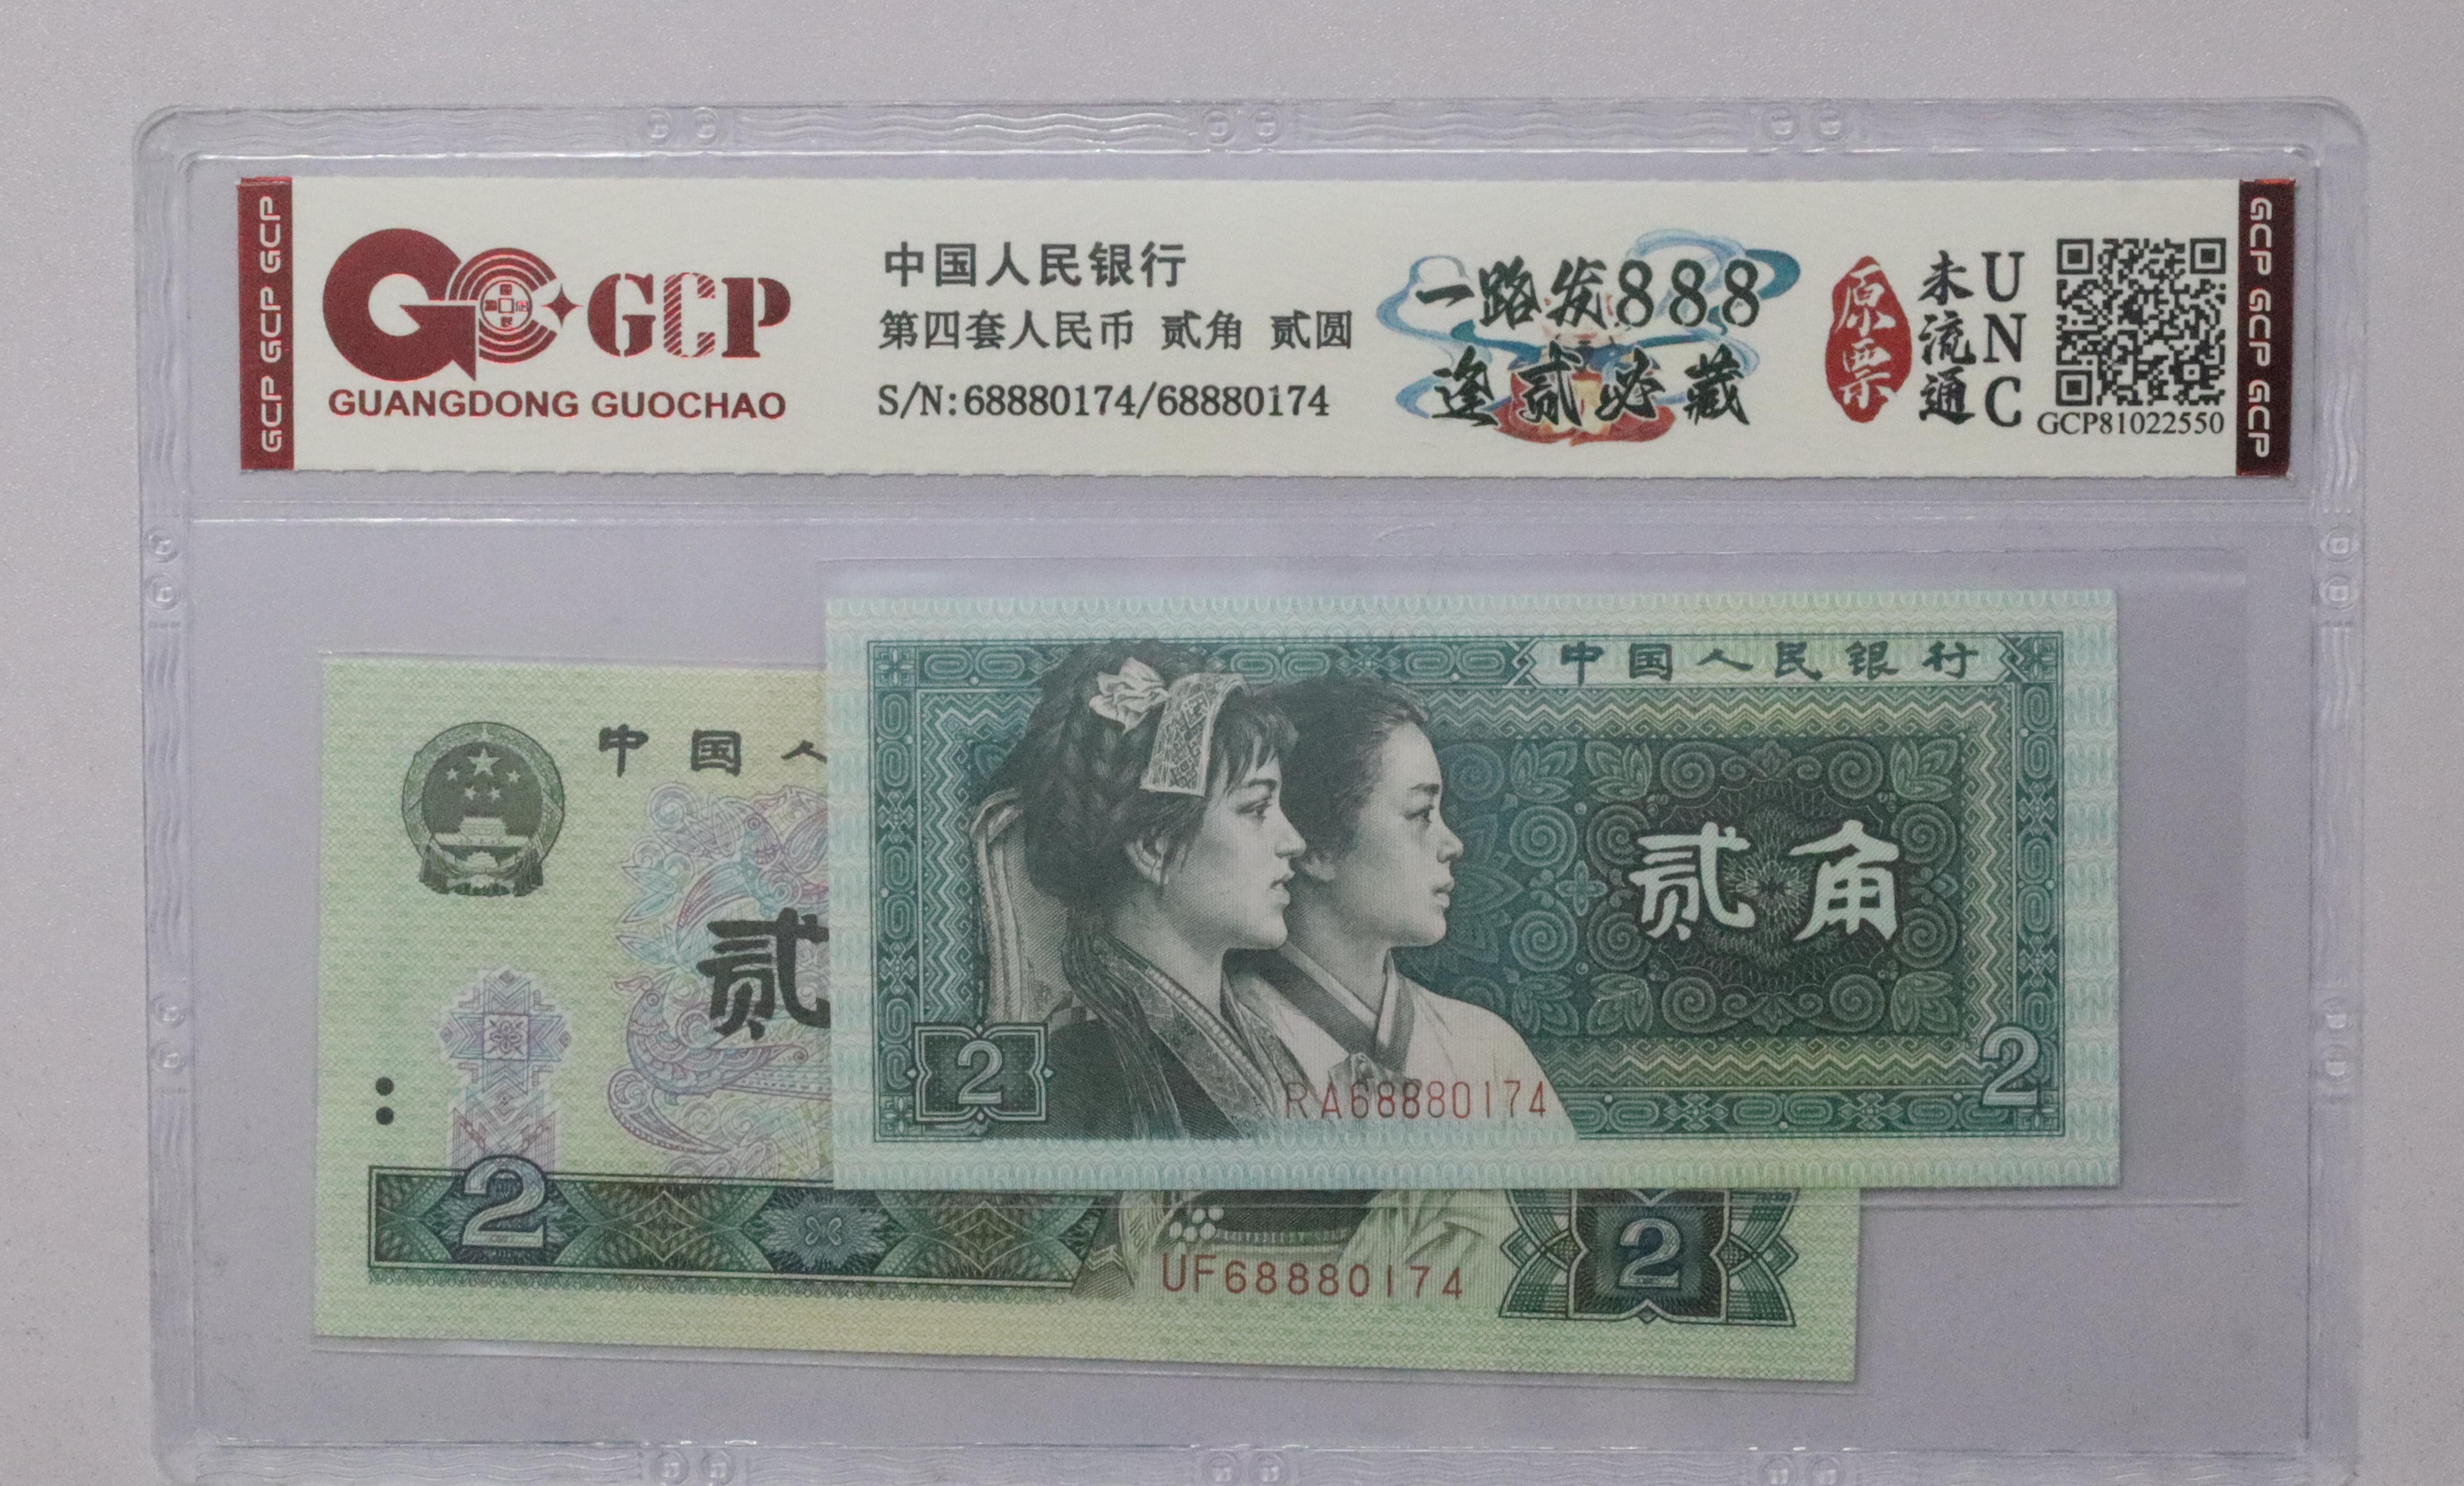 GCP GCP GCP
GCP
GUANGDONG GUOCHAO
中国人民银行
第四套人民币 贰角 贰圆
S/N:68880174/68880174
一路发888
逢贰必藏
原票
未流通
UNC
GCP81022550
GCP GCP GCP
中国人民银行
贰角
2
2
RA68880174
中国人
贰
2
2
UF68880174